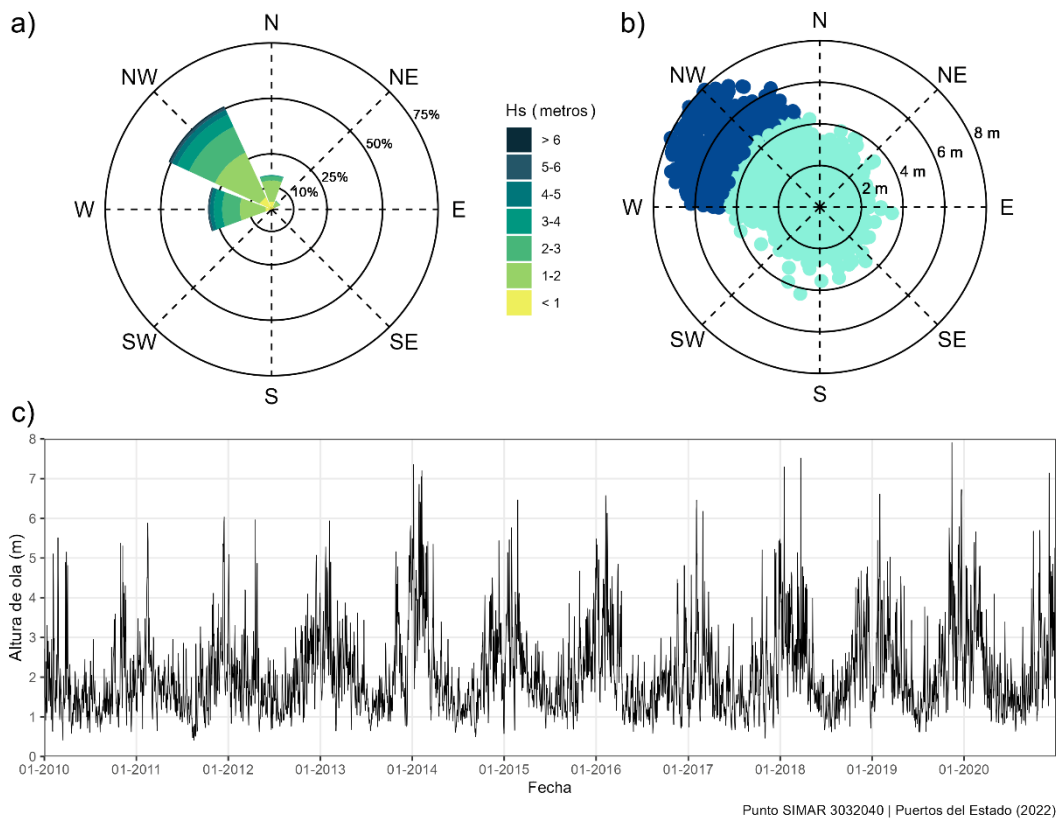 a)
N
NE
E
SE
S
SW
W
NW
10%
25%
50%
75%
Hs (metros)
> 6
5-6
4-5
3-4
2-3
1-2
< 1
b)
N
NE
E
SE
S
SW
W
NW
2 m
4 m
6 m
8 m
c)
Altura de ola (m)
8
7
6
5
4
3
2
1
0
01-2010 01-2011 01-2012 01-2013 01-2014 01-2015 01-2016 01-2017 01-2018 01-2019 01-2020
Fecha
Punto SIMAR 3032040 | Puertos del Estado (2022)